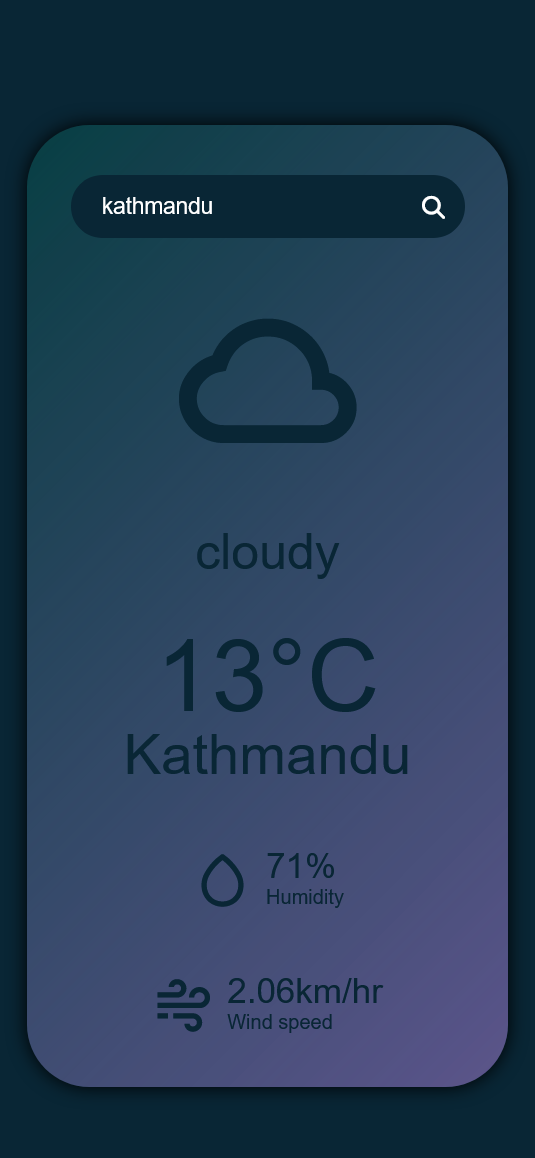 kathmandu
cloudy
13°C
Kathmandu
71%
Humidity
2.06km/hr
Wind speed